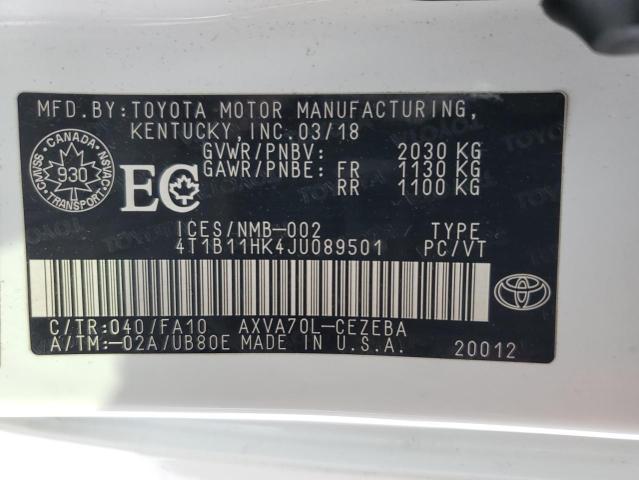 MFD.BY:TOYOTA MOTOR MANUFACTURING,
KENTUCKY, INC.03/18
GVWR/PNBV: 2030 KG
GAWR/PNBE: FR 1130 KG
RR 1100 KG
CANADA
CMVSS NSVAC
930
TRANSPORT
EC
ICES/NMB-002 TYPE
4T1B11HK4JU089501 PC/VT
C/TR:040/FA10 AXVA70L-CEZEBA
A/TM:-02A/UB80E MADE IN U.S.A. 20012
TOYOTA